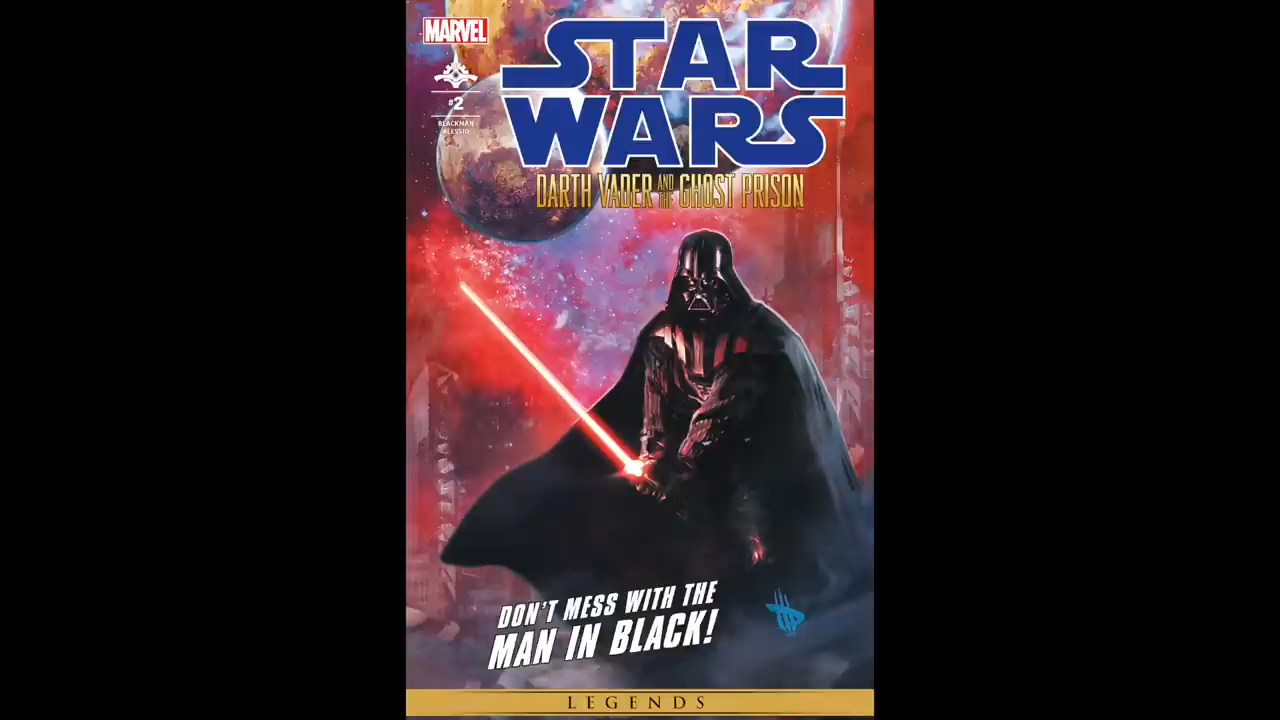 MARVEL
#2
BLACKMAN
ALESSIO
STAR
WARS
DARTH VADER AND THE GHOST PRISON
DON'T MESS WITH THE
MAN IN BLACK!
LEGENDS